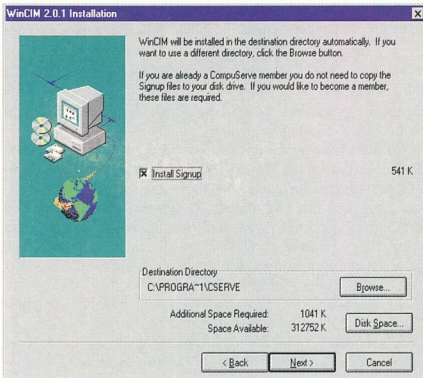 WinCIM 2.0.1 Installation
WinCIM will be installed in the destination directory automatically. If you
want to use a different directory, click the Browse button.
If you are already a CompuServe member you do not need to copy the
Signup files to your disk drive. If you would like to become a member,
these files are required.
Install Signup 541 K
Destination Directory
C:\PROGRA~1\CSERVE Browse...
Additional Space Required: 1041 K
Space Available: 312752 K Disk Space...
< Back Next > Cancel